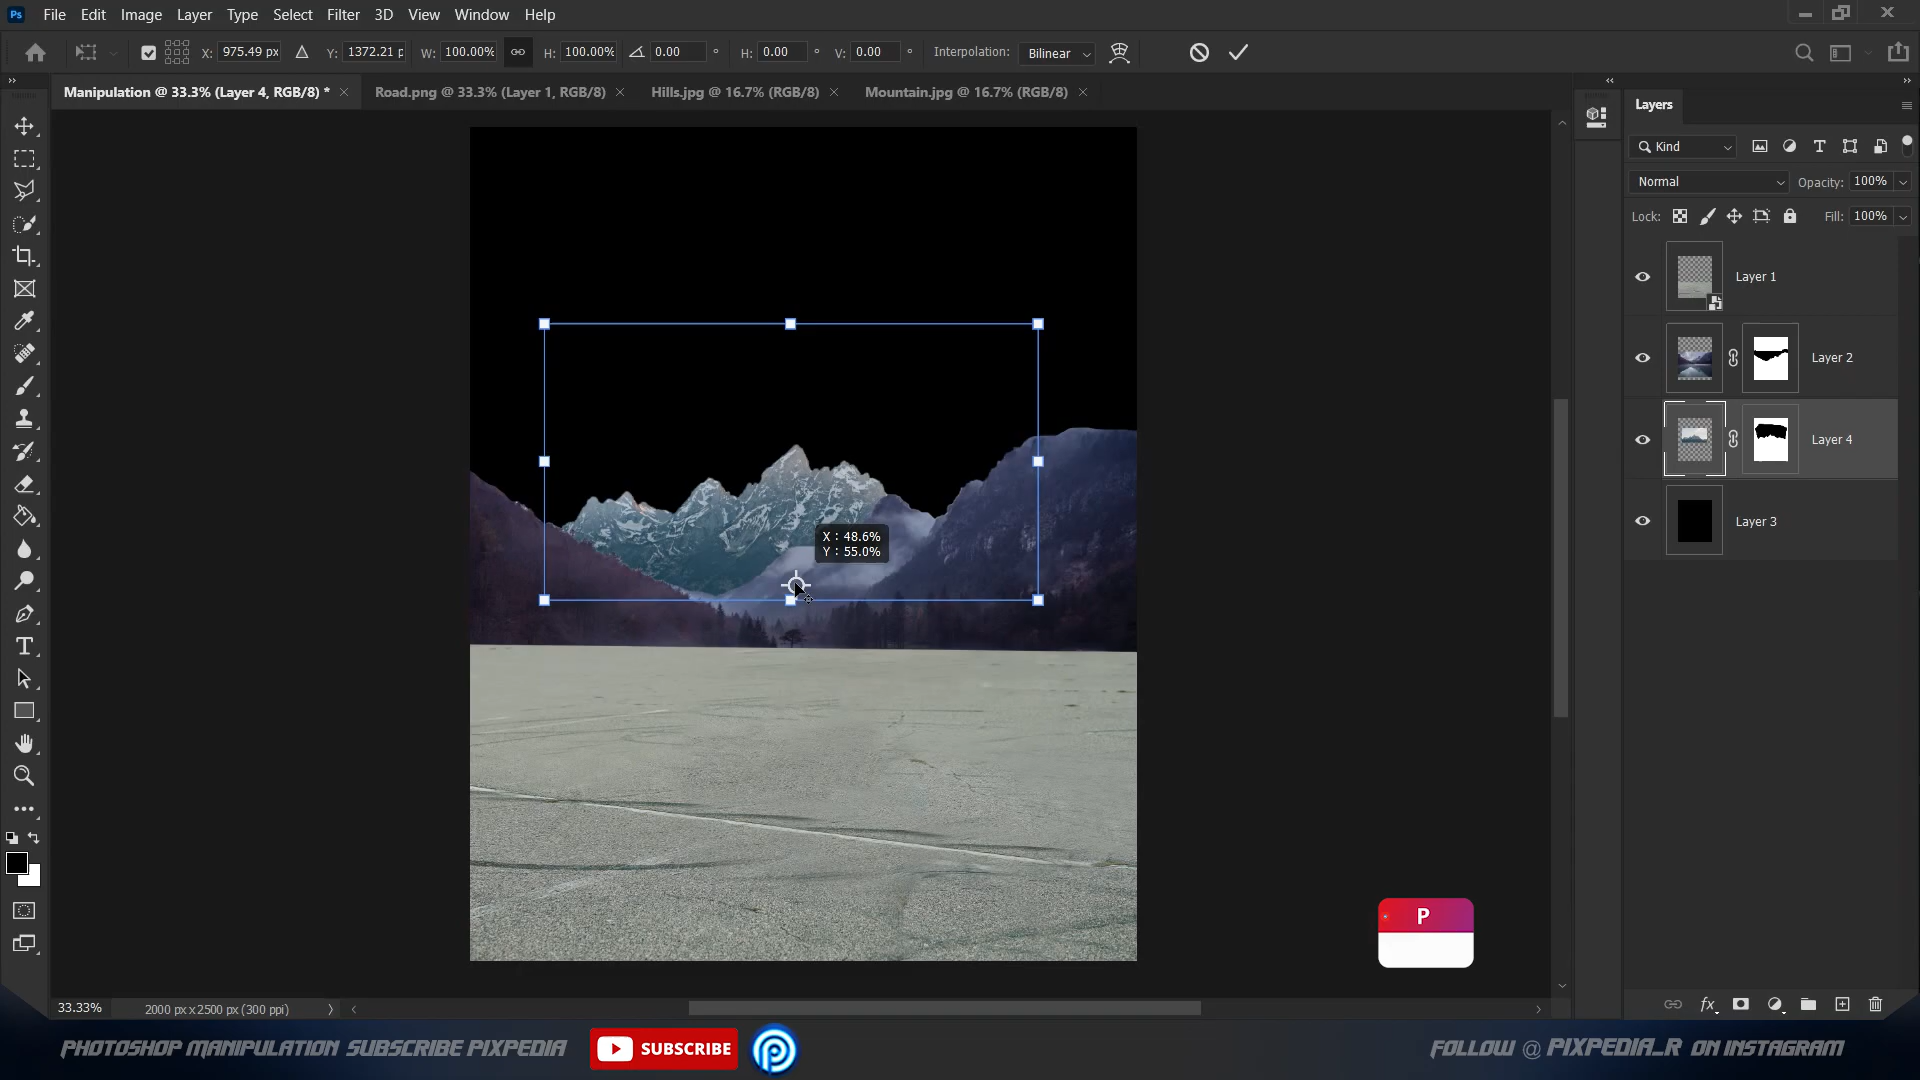 Ps File Edit Image Layer Type Select Filter 3D View Window Help
X: 975.49 px Y: 1372.21 p W: 100.00% H: 100.00% 0.00 ° H: 0.00 ° V: 0.00 ° Interpolation: Bilinear
Manipulation @ 33.3% (Layer 4, RGB/8) * Road.png @ 33.3% (Layer 1, RGB/8) Hills.jpg @ 16.7% (RGB/8) Mountain.jpg @ 16.7% (RGB/8)
Layers
Kind
Normal Opacity: 100%
Lock: Fill: 100%
Layer 1
Layer 2
Layer 4
Layer 3
X : 48.6%
Y : 55.0%
P
33.33% 2000 px x 2500 px (300 ppi)
PHOTOSHOP MANIPULATION SUBSCRIBE PIXPEDIA SUBSCRIBE FOLLOW @ PIXPEDIA_R ON INSTAGRAM